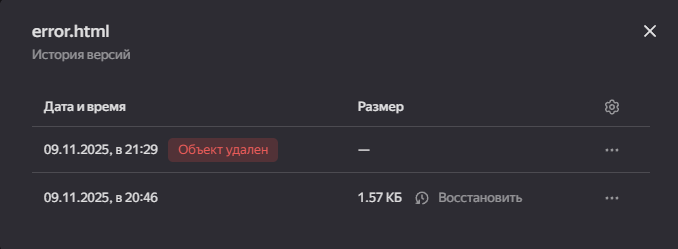 error.html
История версий
Дата и время Размер
09.11.2025, в 21:29 Объект удален —
09.11.2025, в 20:46 1.57 КБ Восстановить